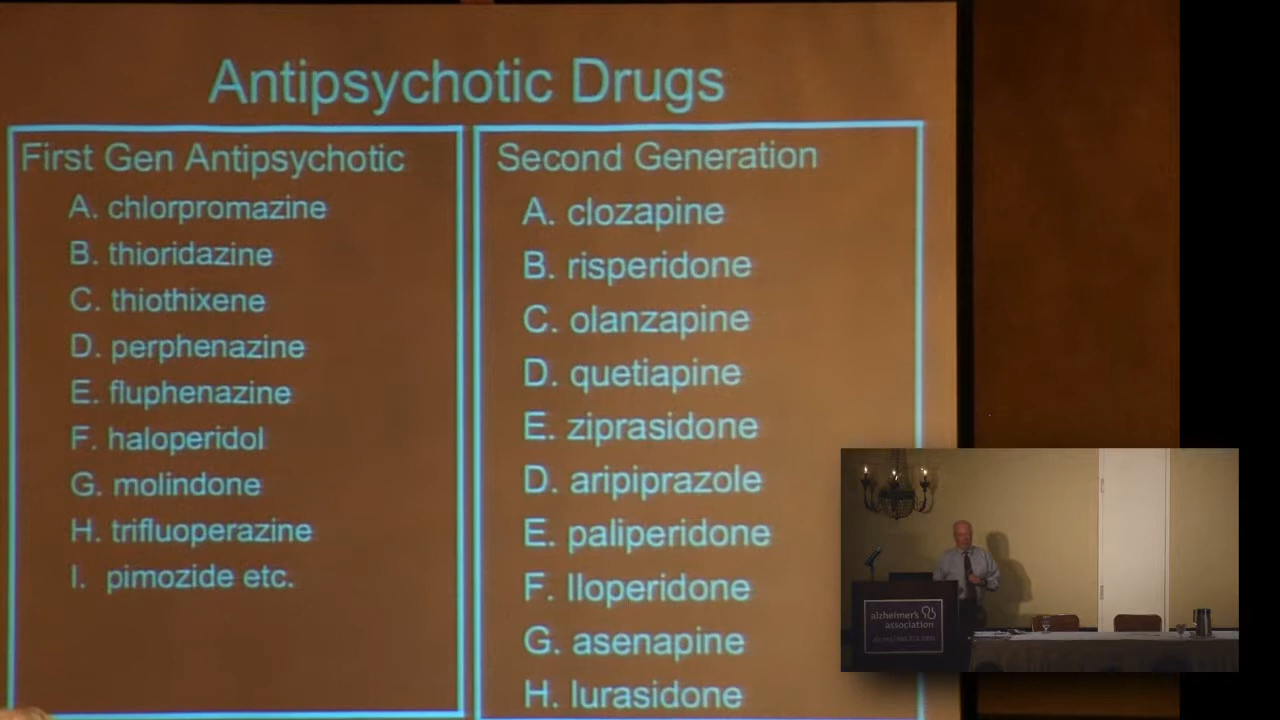 Antipsychotic Drugs
First Gen Antipsychotic
A. chlorpromazine
B. thioridazine
C. thiothixene
D. perphenazine
E. fluphenazine
F. haloperidol
G. molindone
H. trifluoperazine
I. pimozide etc.
Second Generation
A. clozapine
B. risperidone
C. olanzapine
D. quetiapine
E. ziprasidone
D. aripiprazole
E. paliperidone
F. lloperidone
G. asenapine
H. lurasidone
alzheimer's
association